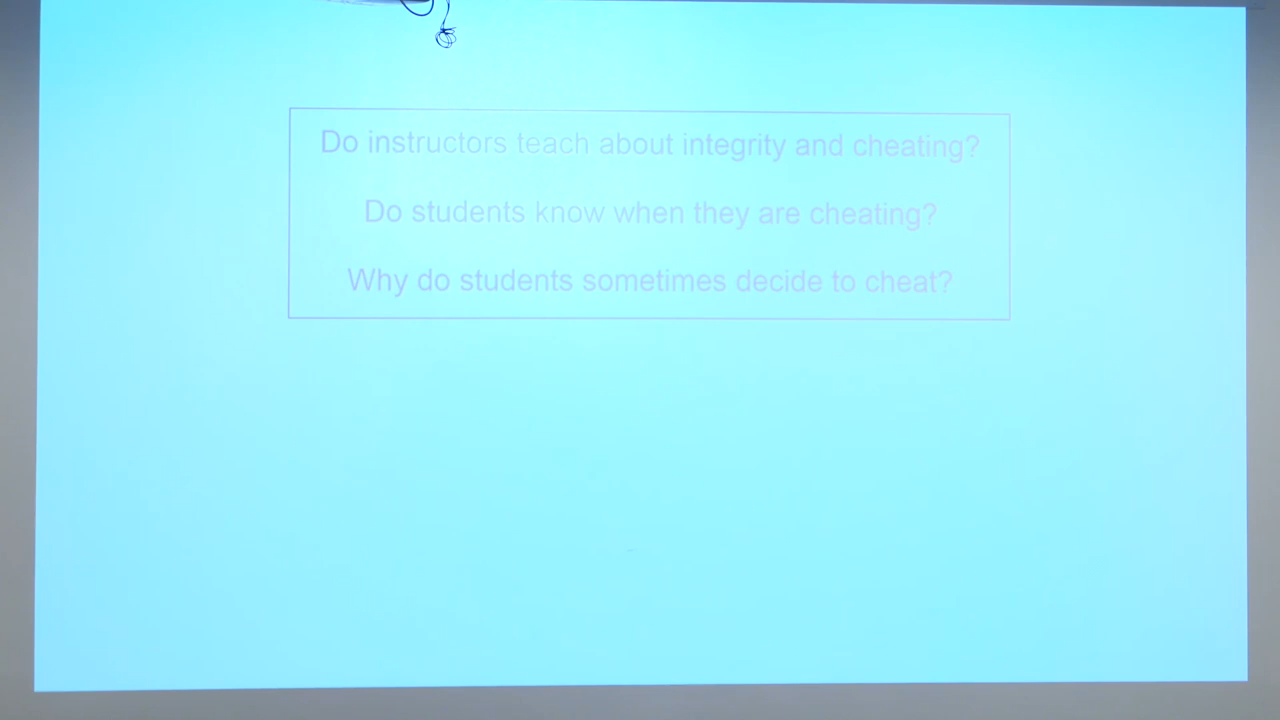 Do instructors teach about integrity and cheating?
Do students know when they are cheating?
Why do students sometimes decide to cheat?